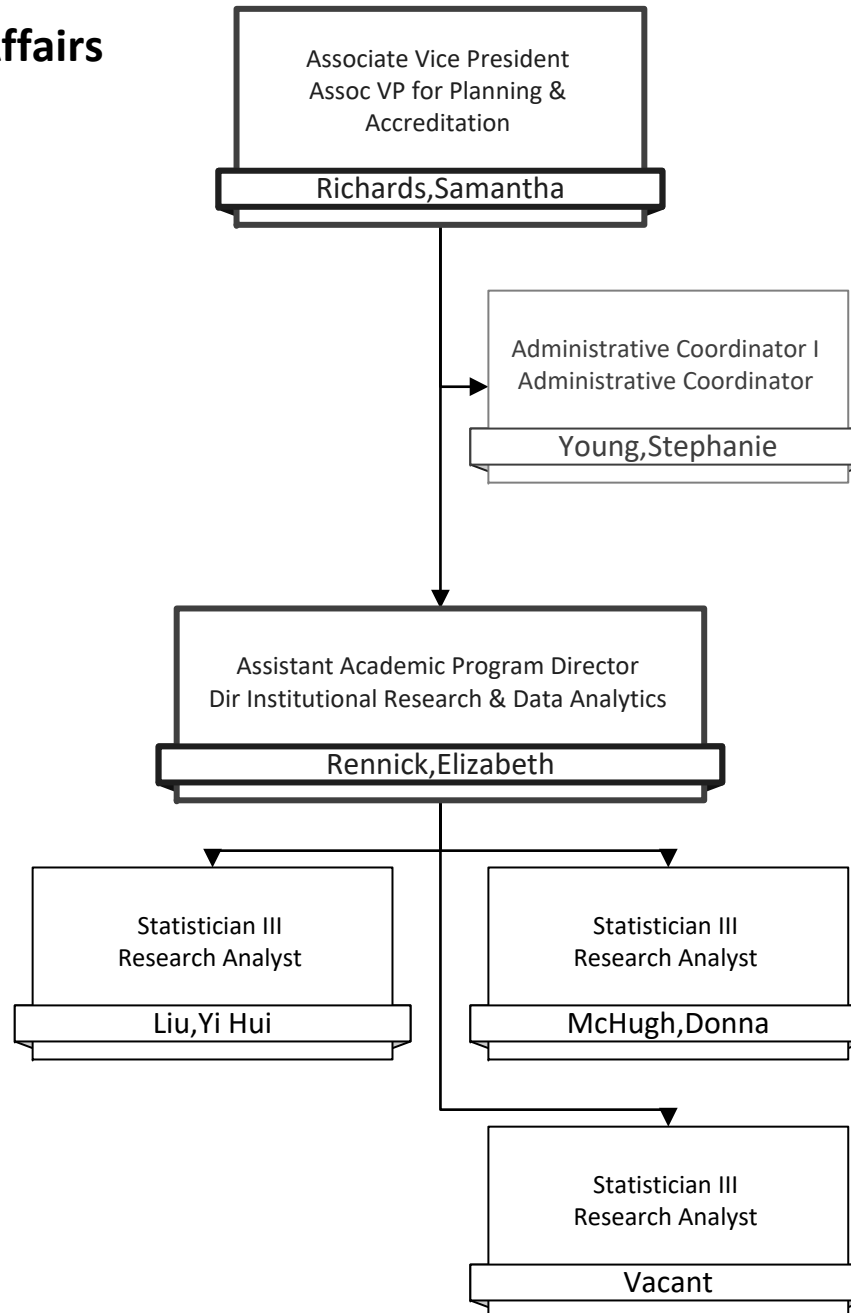 ffairs
Associate Vice President
Assoc VP for Planning &
Accreditation
Richards,Samantha
Administrative Coordinator I
Administrative Coordinator
Young,Stephanie
Assistant Academic Program Director
Dir Institutional Research & Data Analytics
Rennick,Elizabeth
Statistician III
Research Analyst
Liu,Yi Hui
Statistician III
Research Analyst
McHugh,Donna
Statistician III
Research Analyst
Vacant